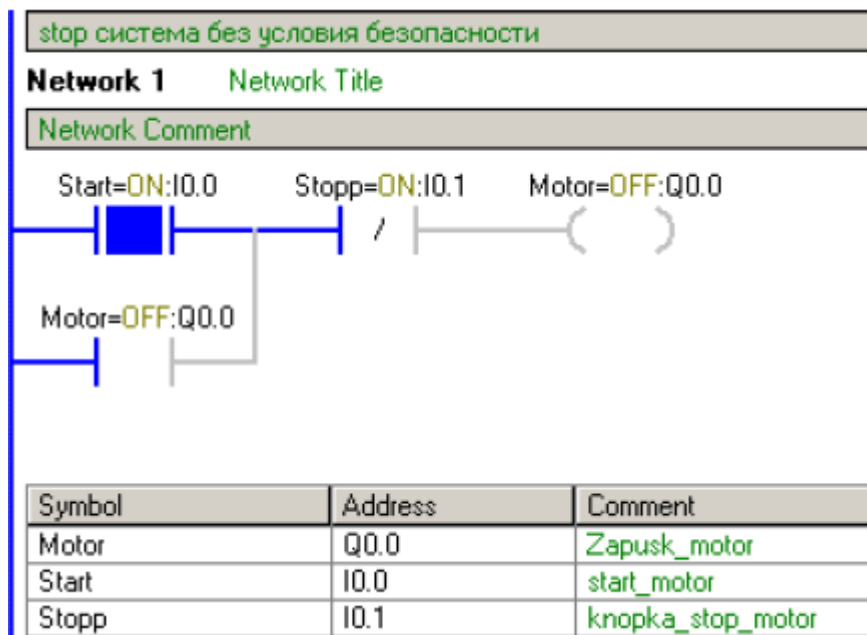 stop система без условия безопасности
Network 1 Network Title
Network Comment
Start=ON:I0.0 Stopp=ON:I0.1 Motor=OFF:Q0.0
/
Motor=OFF:Q0.0
Symbol Address Comment
Motor Q0.0 Zapusk_motor
Start I0.0 start_motor
Stopp I0.1 knopka_stop_motor